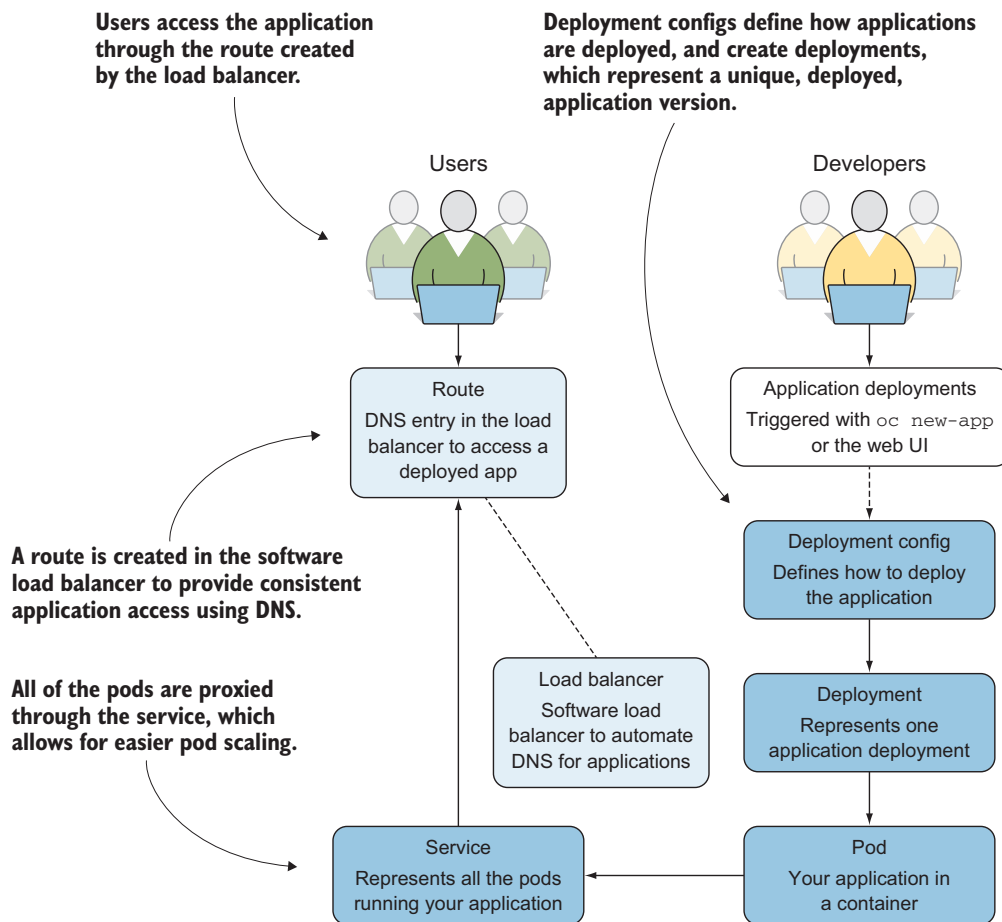 Users access the application
through the route created
by the load balancer.
Deployment configs define how applications
are deployed, and create deployments,
which represent a unique, deployed,
application version.
Users
Developers
Route
DNS entry in the load
balancer to access a
deployed app
Application deployments
Triggered with oc new-app
or the web UI
A route is created in the software
load balancer to provide consistent
application access using DNS.
Deployment config
Defines how to deploy
the application
Load balancer
Software load
balancer to automate
DNS for applications
Deployment
Represents one
application deployment
All of the pods are proxied
through the service, which
allows for easier pod scaling.
Service
Represents all the pods
running your application
Pod
Your application in
a container